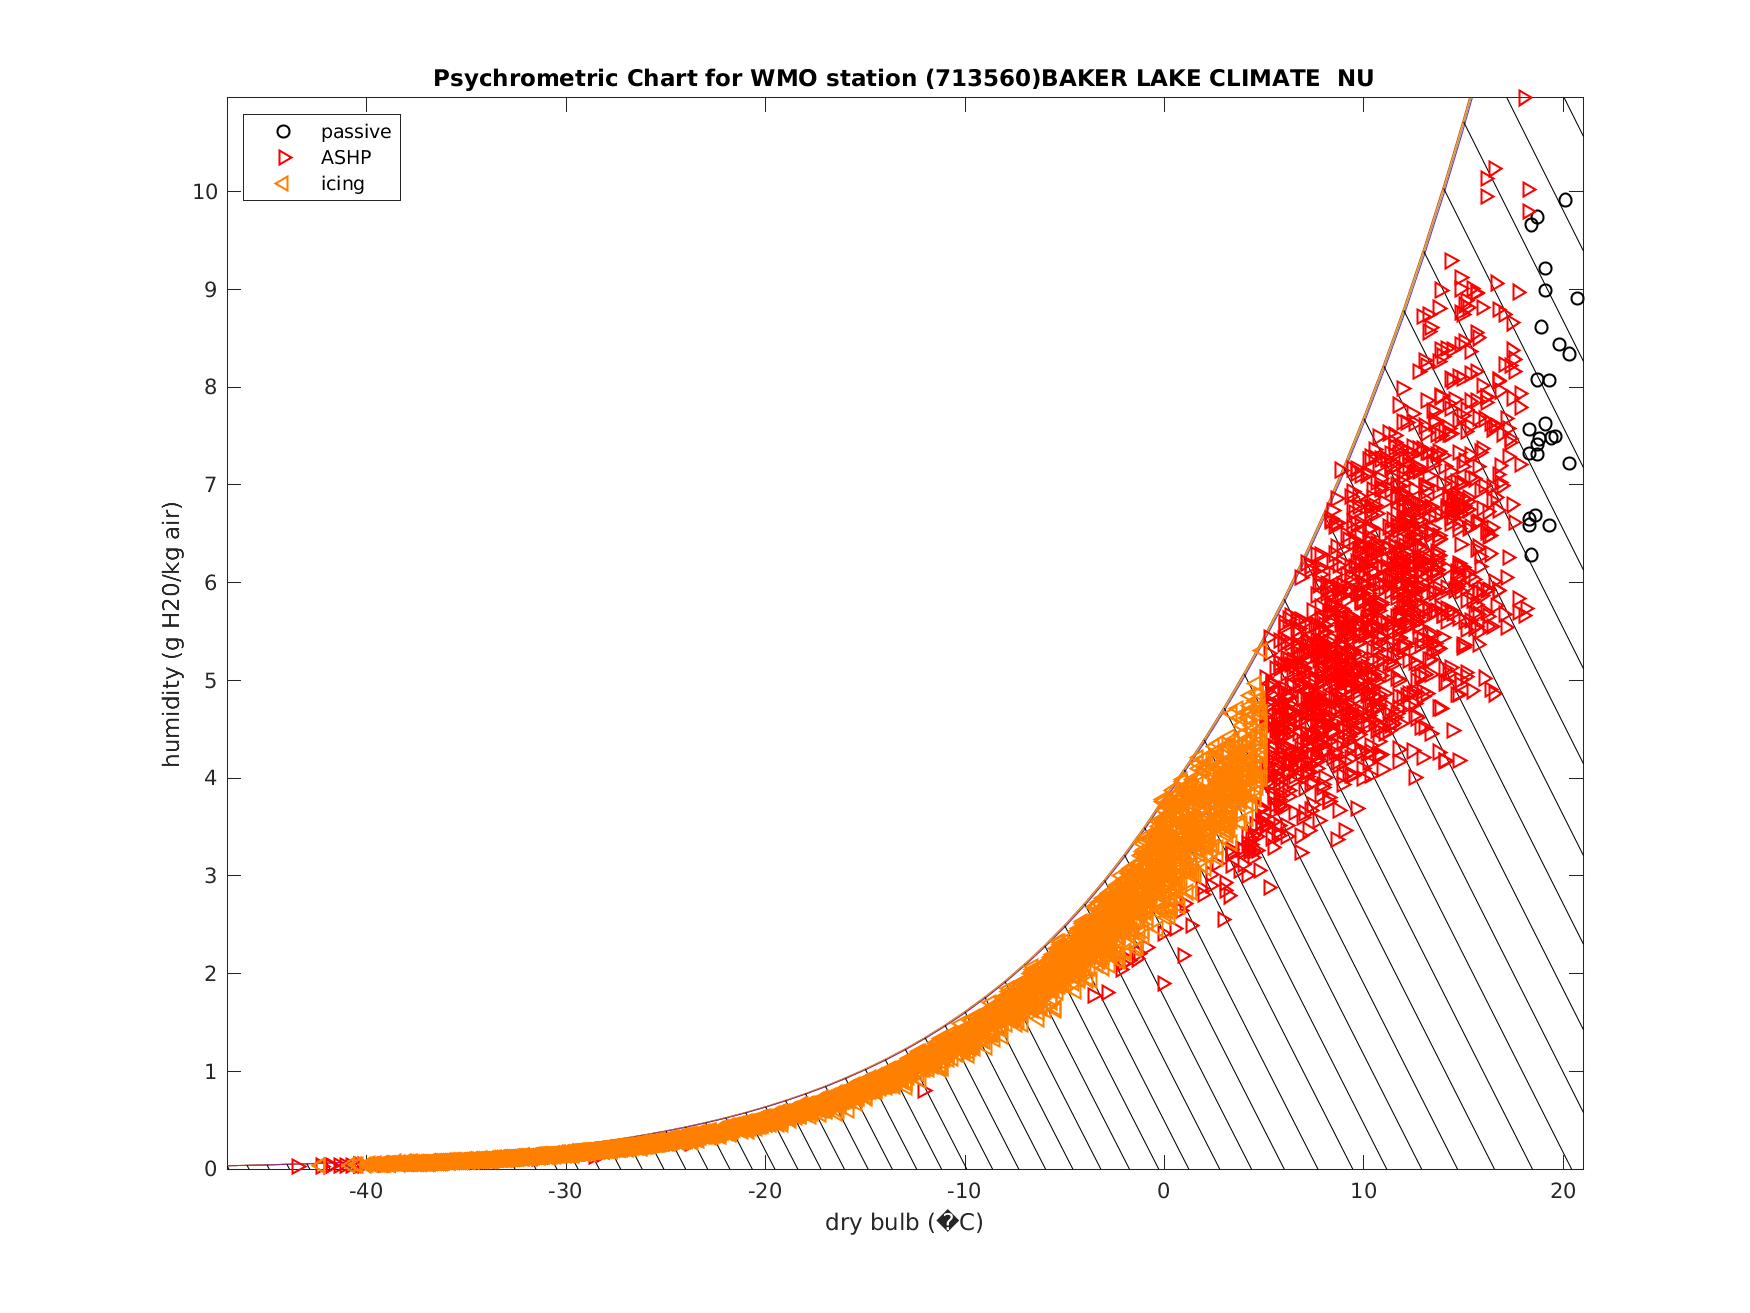 Psychrometric Chart for WMO station (713560)BAKER LAKE CLIMATE  NU
passive
ASHP
icing
humidity (g H20/kg air)
10
9
8
7
6
5
4
3
2
1
0
-40 -30 -20 -10 0 10 20
dry bulb (�C)